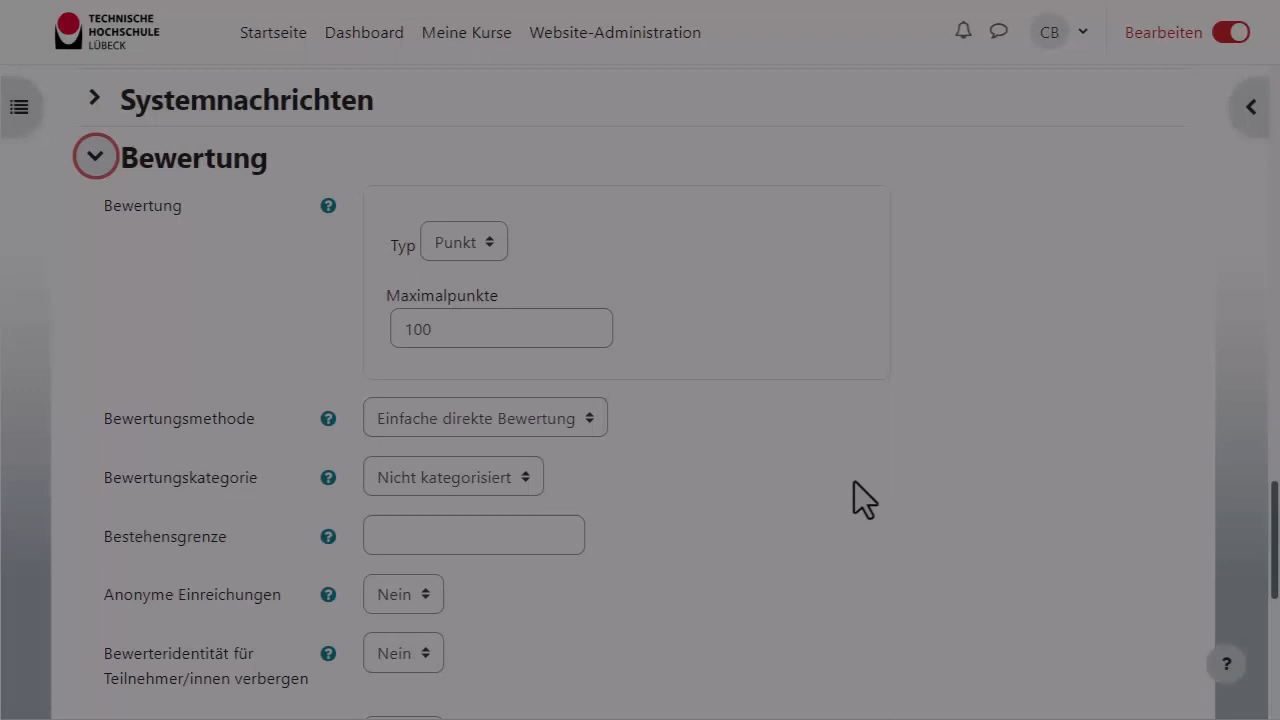 TECHNISCHE
HOCHSCHULE
LÜBECK
Startseite Dashboard Meine Kurse Website-Administration
CB
Bearbeiten
Systemnachrichten
Bewertung
Bewertung
Typ Punkt
Maximalpunkte
100
Bewertungsmethode Einfache direkte Bewertung
Bewertungskategorie Nicht kategorisiert
Bestehensgrenze
Anonyme Einreichungen Nein
Bewerteridentität für Nein
Teilnehmer/innen verbergen
?